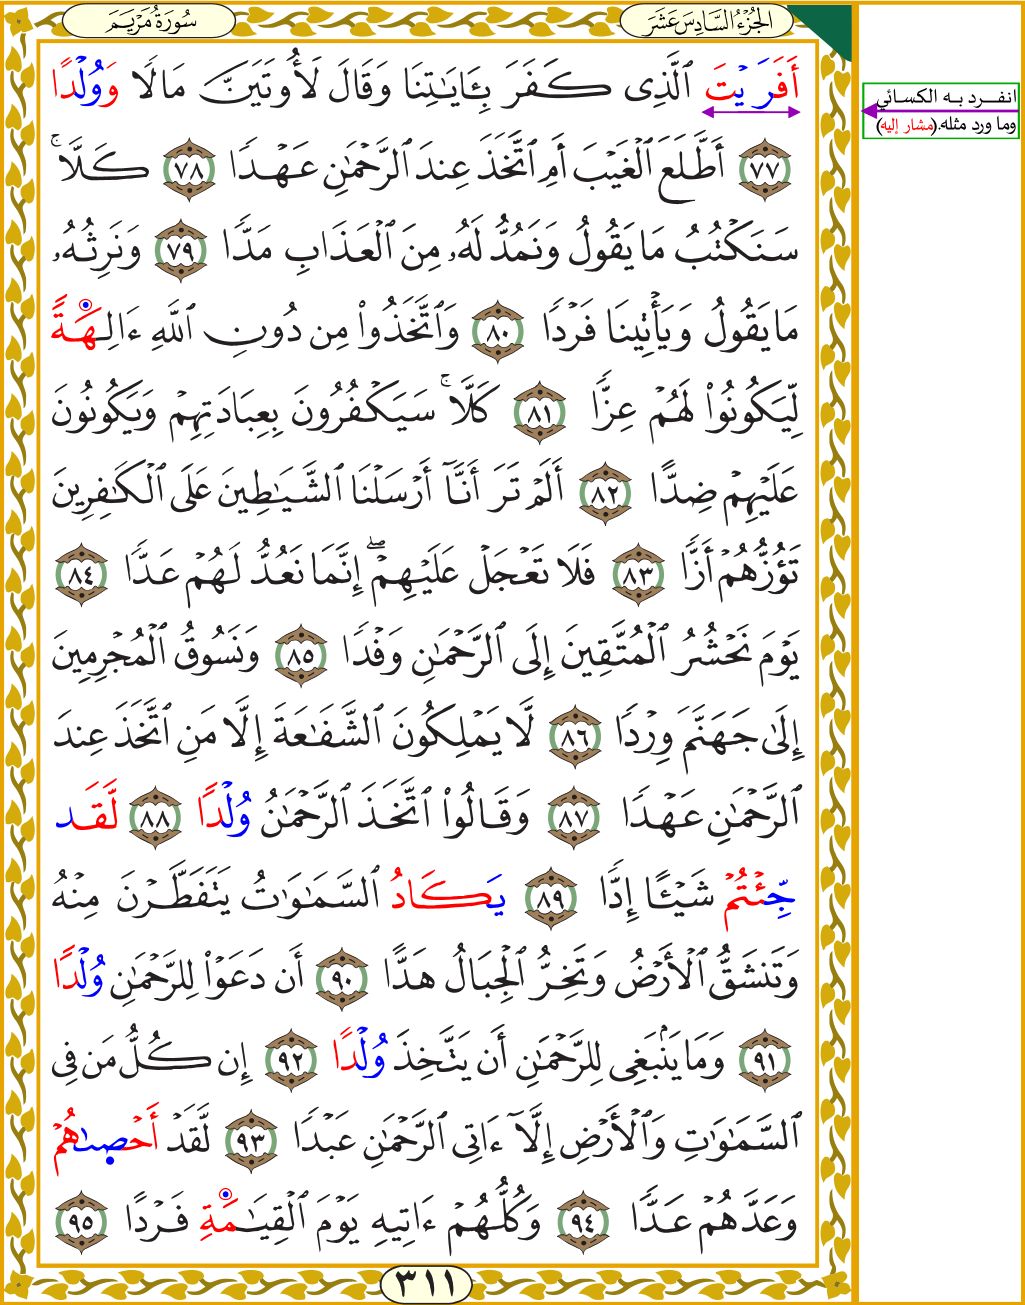 الجُزْءُ السَّادِسَ عَشَرَ
سُورَةُ مَرْيَمَ
أَفَرَيْتَ ٱلَّذِى كَفَرَ بِـَٔايَٰتِنَا وَقَالَ لَأُوتَيَنَّ مَالًا وَوُلْدًا
٧٧ أَطَّلَعَ ٱلْغَيْبَ أَمِ ٱتَّخَذَ عِندَ ٱلرَّحْمَٰنِ عَهْدًا ٧٨ كَلَّاۚ
سَنَكْتُبُ مَا يَقُولُ وَنَمُدُّ لَهُۥ مِنَ ٱلْعَذَابِ مَدًّا ٧٩ وَنَرِثُهُۥ
مَا يَقُولُ وَيَأْتِينَا فَرْدًا ٨٠ وَٱتَّخَذُوا۟ مِن دُونِ ٱللَّهِ ءَالِهَةً
لِّيَكُونُوا۟ لَهُمْ عِزًّا ٨١ كَلَّاۚ سَيَكْفُرُونَ بِعِبَادَتِهِمْ وَيَكُونُونَ
عَلَيْهِمْ ضِدًّا ٨٢ أَلَمْ تَرَ أَنَّآ أَرْسَلْنَا ٱلشَّيَٰطِينَ عَلَى ٱلْكَٰفِرِينَ
تَؤُزُّهُمْ أَزًّا ٨٣ فَلَا تَعْجَلْ عَلَيْهِمْۖ إِنَّمَا نَعُدُّ لَهُمْ عَدًّا ٨٤
يَوْمَ نَحْشُرُ ٱلْمُتَّقِينَ إِلَى ٱلرَّحْمَٰنِ وَفْدًا ٨٥ وَنَسُوقُ ٱلْمُجْرِمِينَ
إِلَىٰ جَهَنَّمَ وِرْدًا ٨٦ لَّا يَمْلِكُونَ ٱلشَّفَٰعَةَ إِلَّا مَنِ ٱتَّخَذَ عِندَ
ٱلرَّحْمَٰنِ عَهْدًا ٨٧ وَقَالُوا۟ ٱتَّخَذَ ٱلرَّحْمَٰنُ وُلْدًا ٨٨ لَّقَد
جِّئْتُمْ شَيْـًٔا إِدًّا ٨٩ يَكَادُ ٱلسَّمَٰوَٰتُ يَتَفَطَّرْنَ مِنْهُ
وَتَنشَقُّ ٱلْأَرْضُ وَتَخِرُّ ٱلْجِبَالُ هَدًّا ٩٠ أَن دَعَوْا۟ لِلرَّحْمَٰنِ وُلْدًا
٩١ وَمَا يَنۢبَغِى لِلرَّحْمَٰنِ أَن يَتَّخِذَ وُلْدًا ٩٢ إِن كُلُّ مَن فِى
ٱلسَّمَٰوَٰتِ وَٱلْأَرْضِ إِلَّآ ءَاتِى ٱلرَّحْمَٰنِ عَبْدًا ٩٣ لَّقَدْ أَحْصَىٰهُمْ
وَعَدَّهُمْ عَدًّا ٩٤ وَكُلُّهُمْ ءَاتِيهِ يَوْمَ ٱلْقِيَٰمَةِ فَرْدًا ٩٥
٣١١
انفرد به الكسائي
وما ورد مثله.(مشار إليه)